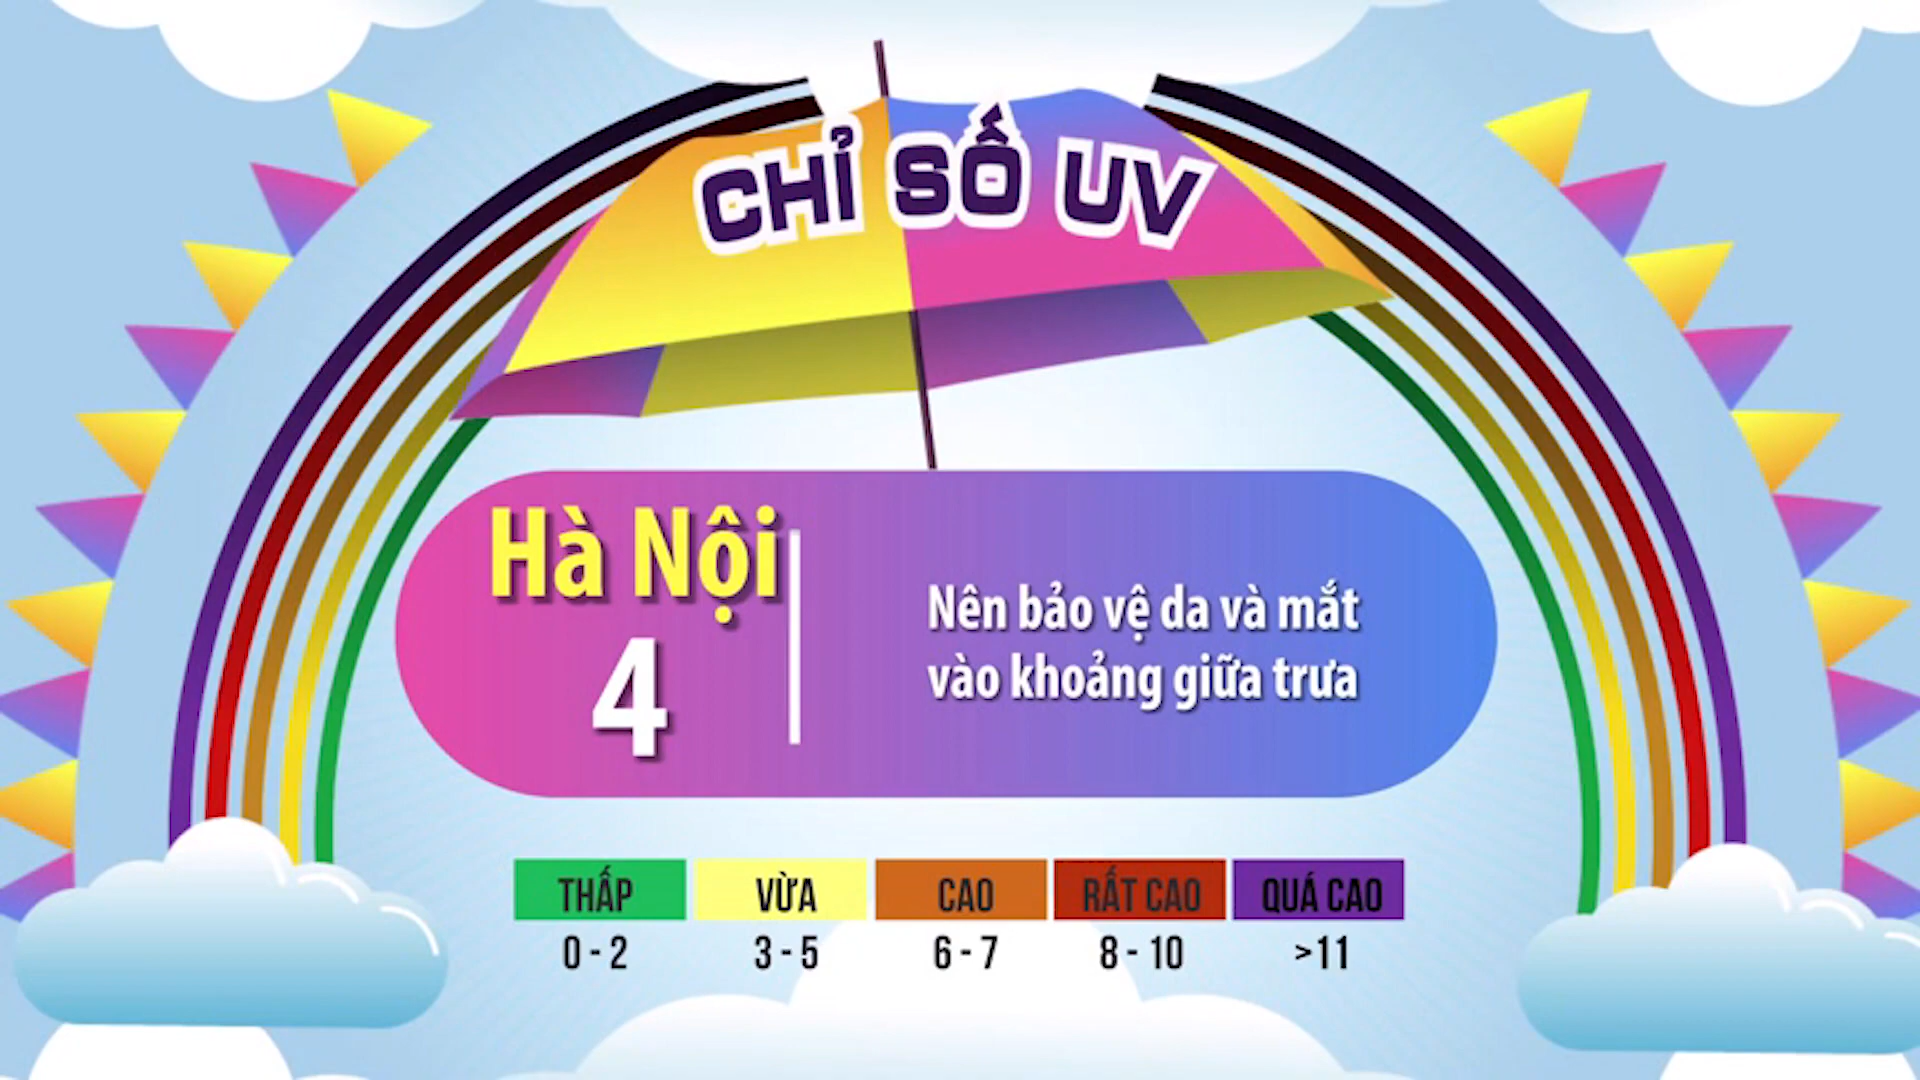 CHỈ SỐ UV
Hà Nội
4
Nên bảo vệ da và mắt
vào khoảng giữa trưa
THẤP
VỪA
CAO
RẤT CAO
QUÁ CAO
0 - 2
3 - 5
6 - 7
8 - 10
>11